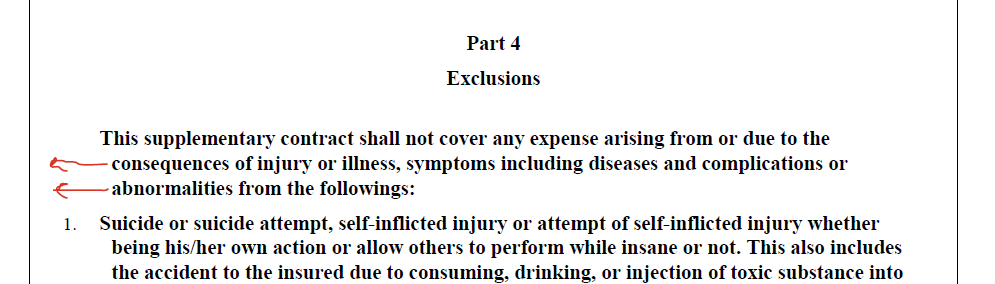 Part 4
Exclusions
This supplementary contract shall not cover any expense arising from or due to the
consequences of injury or illness, symptoms including diseases and complications or
abnormalities from the followings:
1. Suicide or suicide attempt, self-inflicted injury or attempt of self-inflicted injury whether
being his/her own action or allow others to perform while insane or not. This also includes
the accident to the insured due to consuming, drinking, or injection of toxic substance into